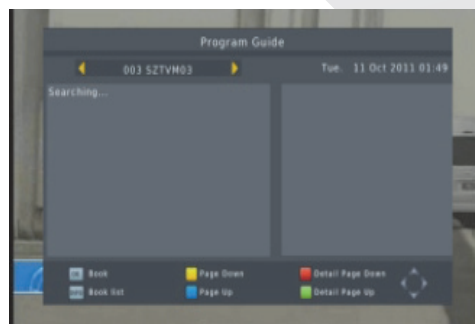 Program Guide
003 SZTVM03 Tue. 11 Oct 2011 01:49
Searching...
Book Page Down Detail Page Down
Book list Page Up Detail Page Up